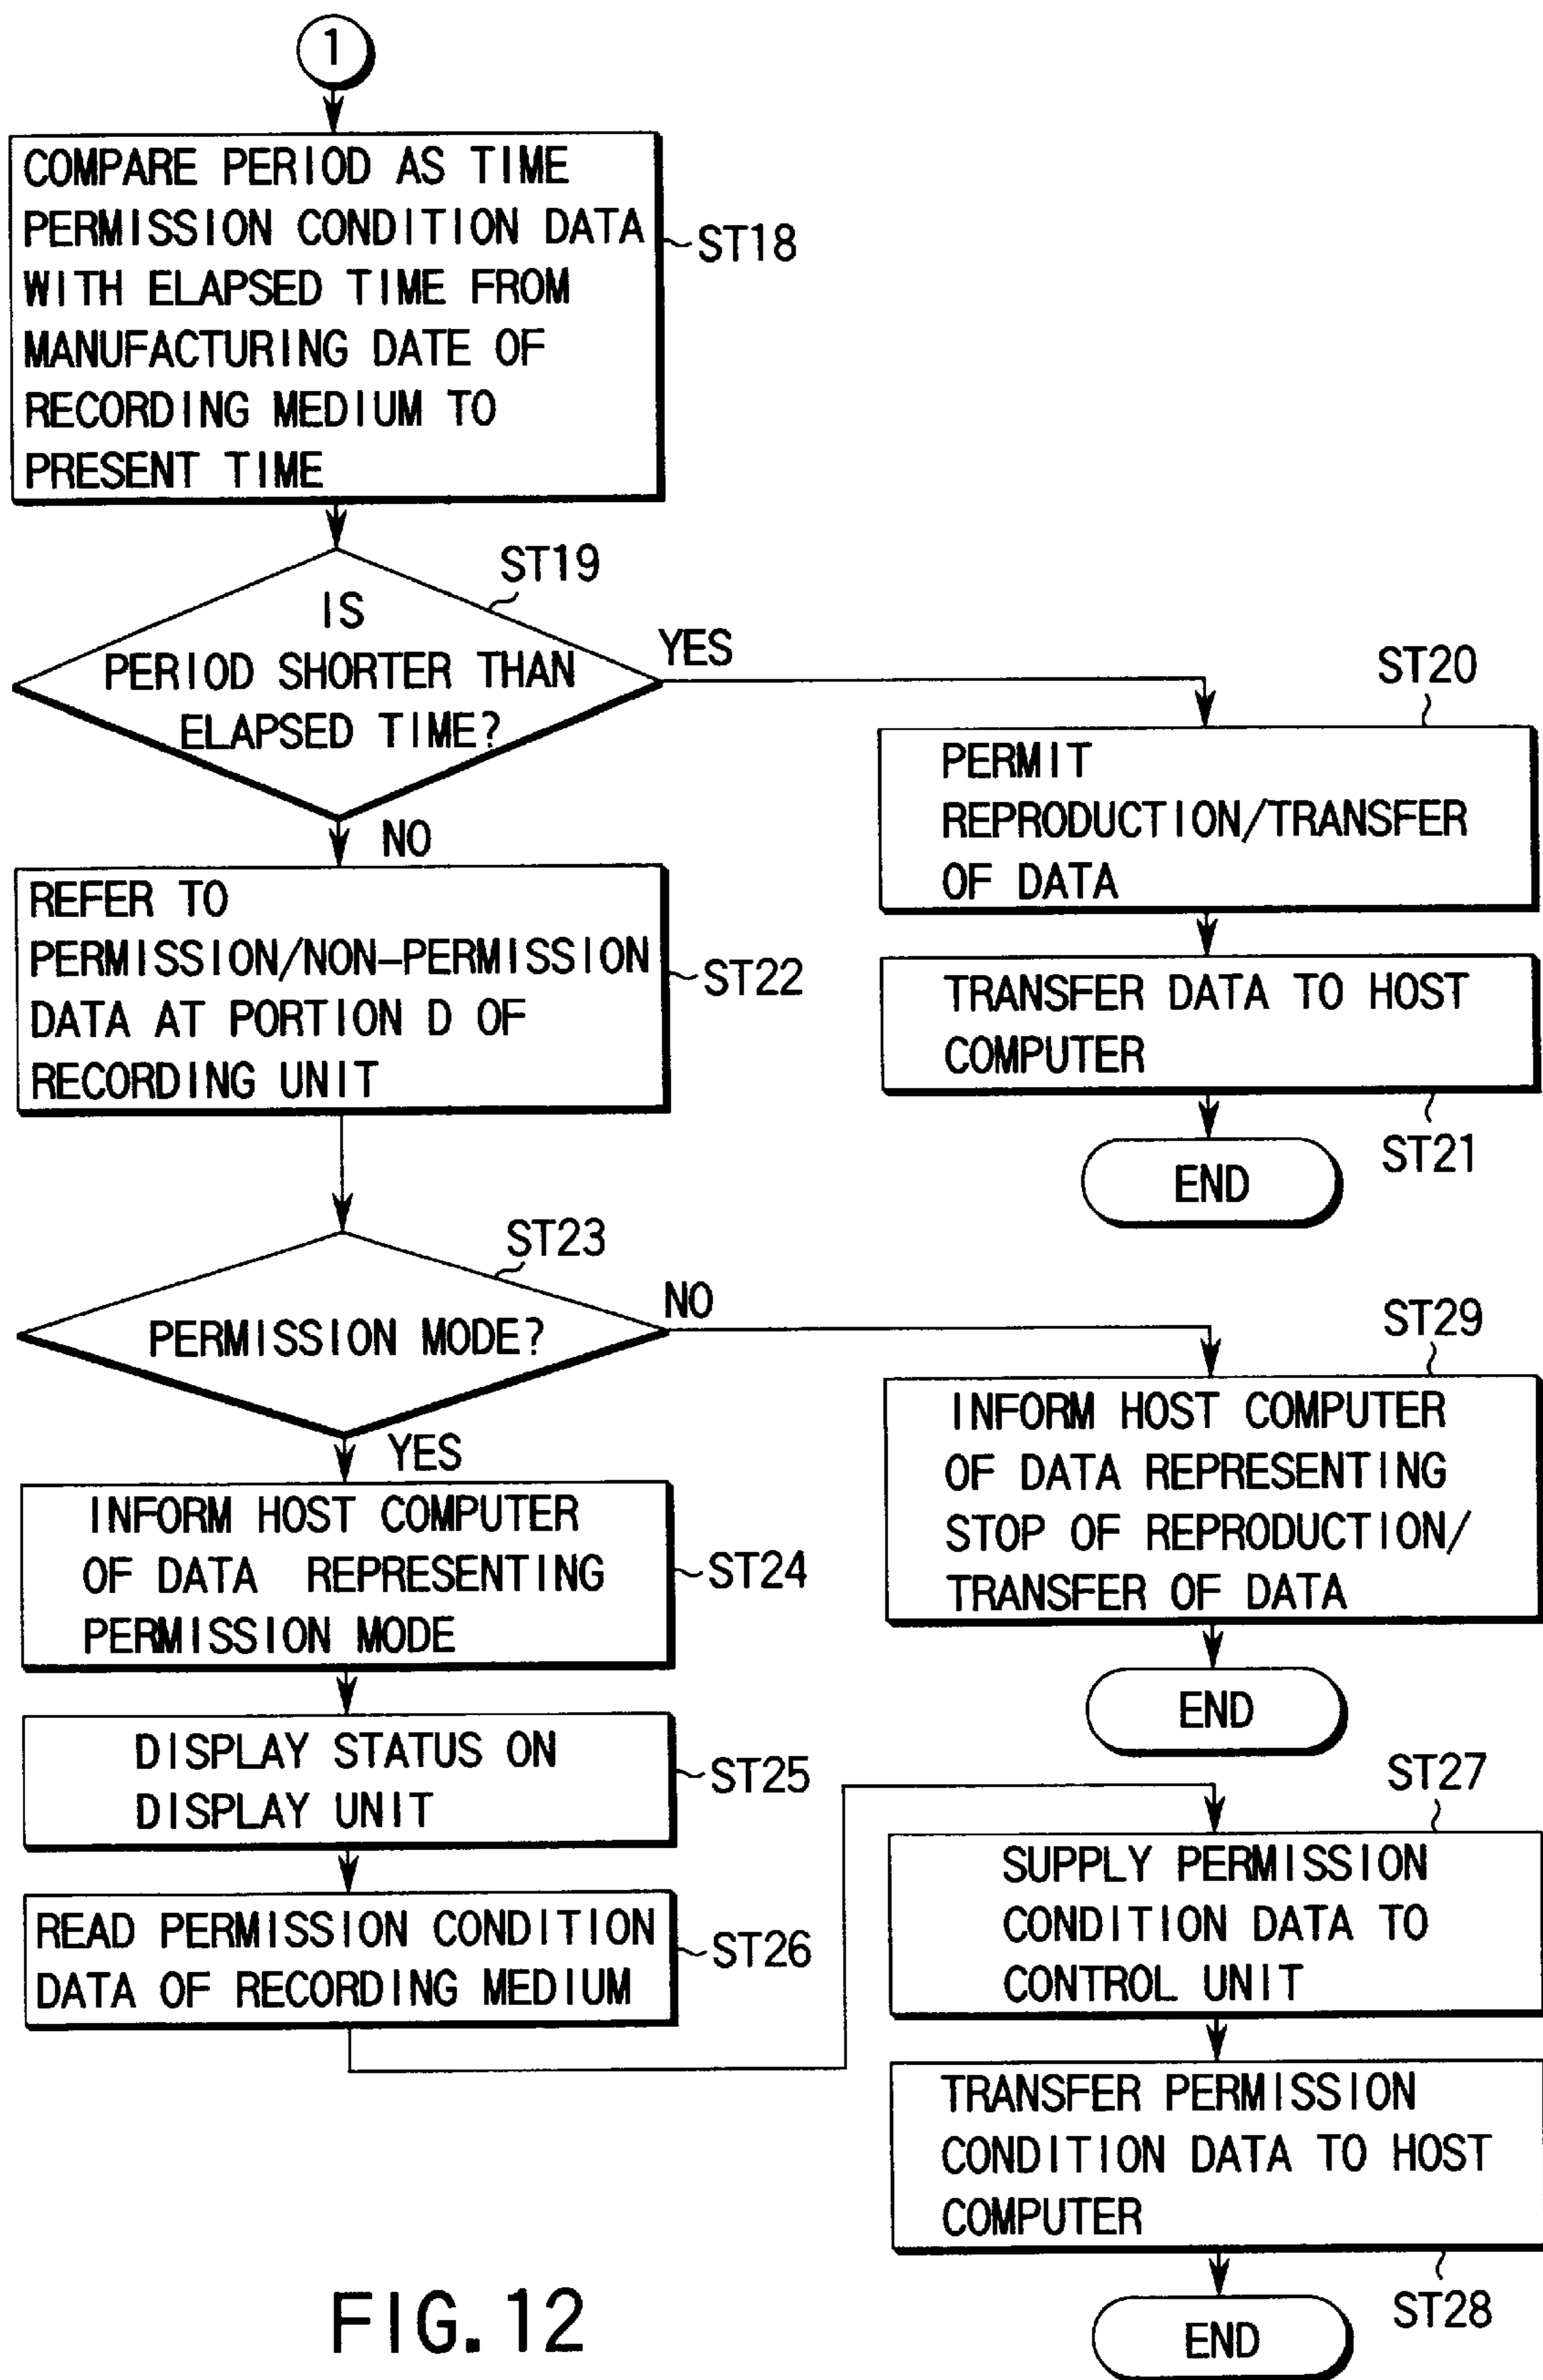 1
COMPARE PERIOD AS TIME
PERMISSION CONDITION DATA
WITH ELAPSED TIME FROM
MANUFACTURING DATE OF
RECORDING MEDIUM TO
PRESENT TIME
ST18
ST19
IS
PERIOD SHORTER THAN
ELAPSED TIME?
YES
NO
ST20
PERMIT
REPRODUCTION/TRANSFER
OF DATA
TRANSFER DATA TO HOST
COMPUTER
ST21
END
REFER TO
PERMISSION/NON-PERMISSION
DATA AT PORTION D OF
RECORDING UNIT
ST22
ST23
PERMISSION MODE?
NO
YES
ST29
INFORM HOST COMPUTER
OF DATA REPRESENTING
STOP OF REPRODUCTION/
TRANSFER OF DATA
END
INFORM HOST COMPUTER
OF DATA REPRESENTING
PERMISSION MODE
ST24
DISPLAY STATUS ON
DISPLAY UNIT
ST25
READ PERMISSION CONDITION
DATA OF RECORDING MEDIUM
ST26
ST27
SUPPLY PERMISSION
CONDITION DATA TO
CONTROL UNIT
TRANSFER PERMISSION
CONDITION DATA TO HOST
COMPUTER
ST28
END
FIG.12